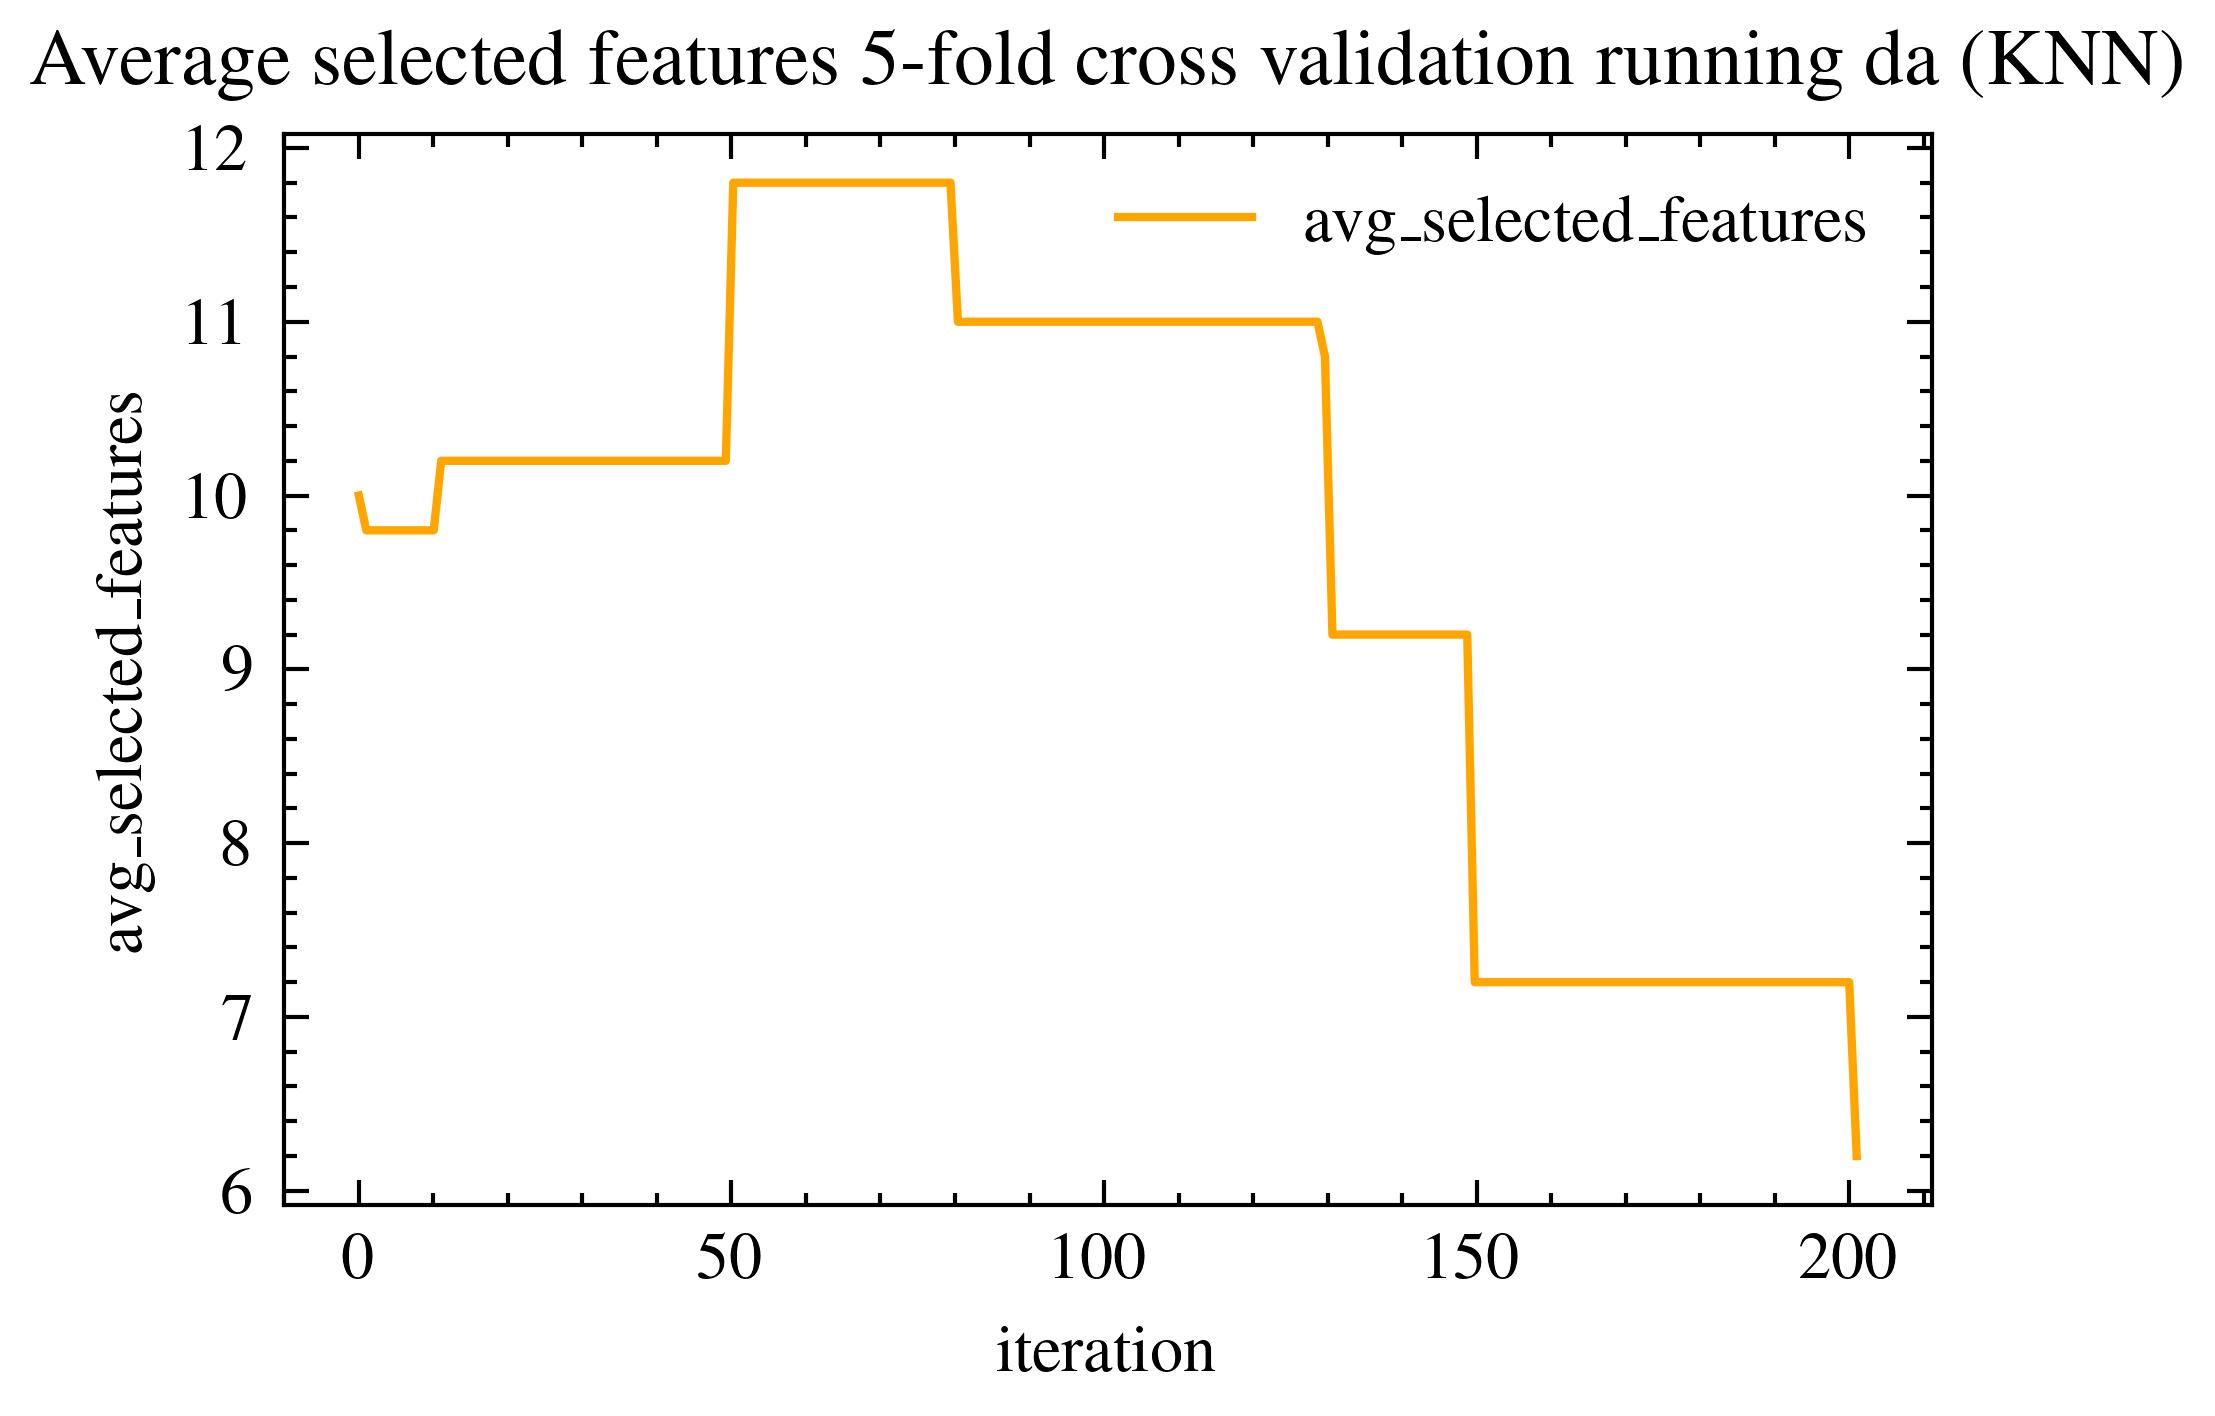 Average selected features 5-fold cross validation running da (KNN)
12
11
10
9
8
7
6
avg_selected_features
avg_selected_features
0 50 100 150 200
iteration